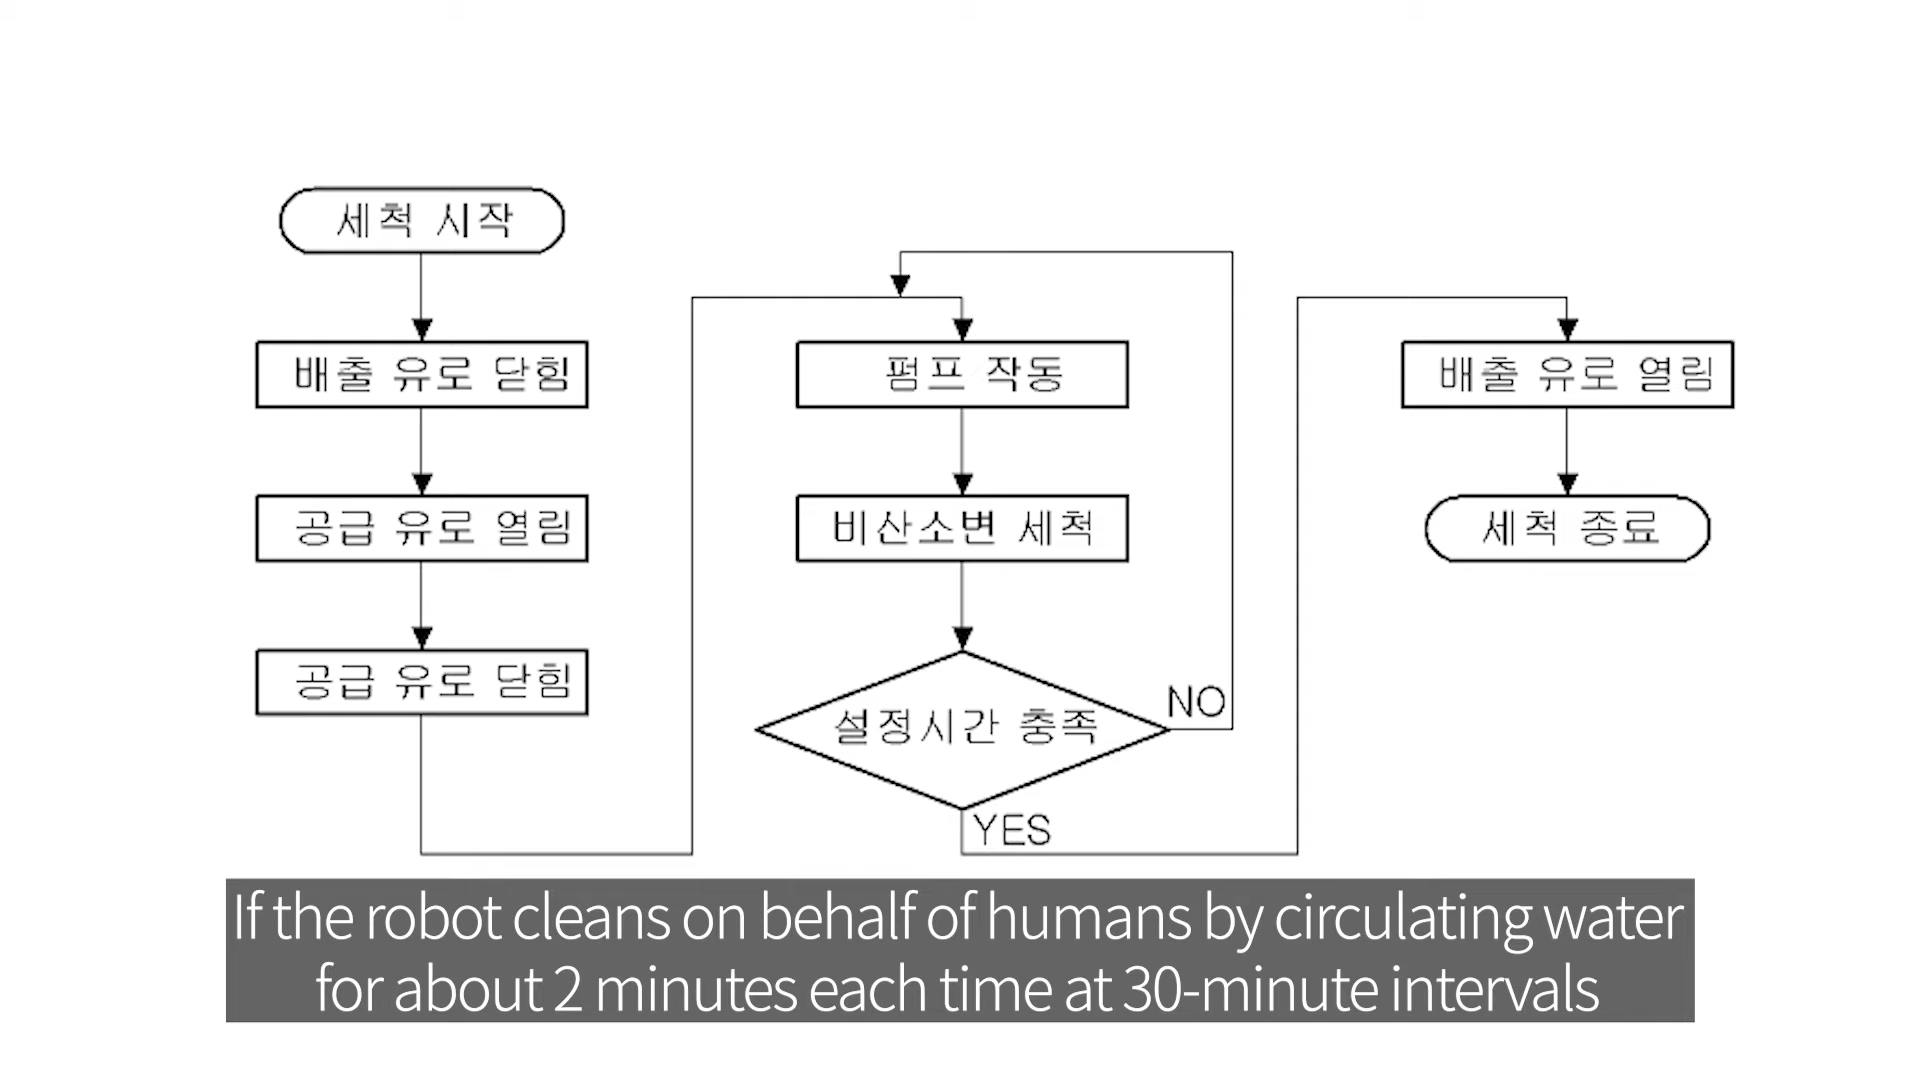 세척 시작
배출 유로 닫힘
공급 유로 열림
공급 유로 닫힘
펌프 작동
비산소변 세척
설정시간 충족
NO
YES
배출 유로 열림
세척 종료
If the robot cleans on behalf of humans by circulating water
for about 2 minutes each time at 30-minute intervals